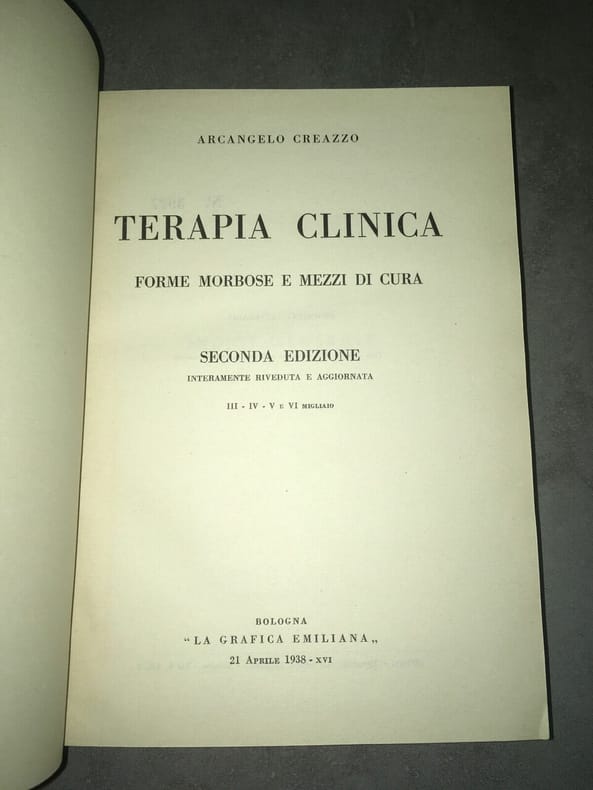 ARCANGELO CREAZZO
TERAPIA CLINICA
FORME MORBOSE E MEZZI DI CURA
SECONDA EDIZIONE
INTERAMENTE RIVEDUTA E AGGIORNATA
III - IV - V E VI MIGLIAIO
BOLOGNA
“LA GRAFICA EMILIANA„
21 APRILE 1938 - XVI